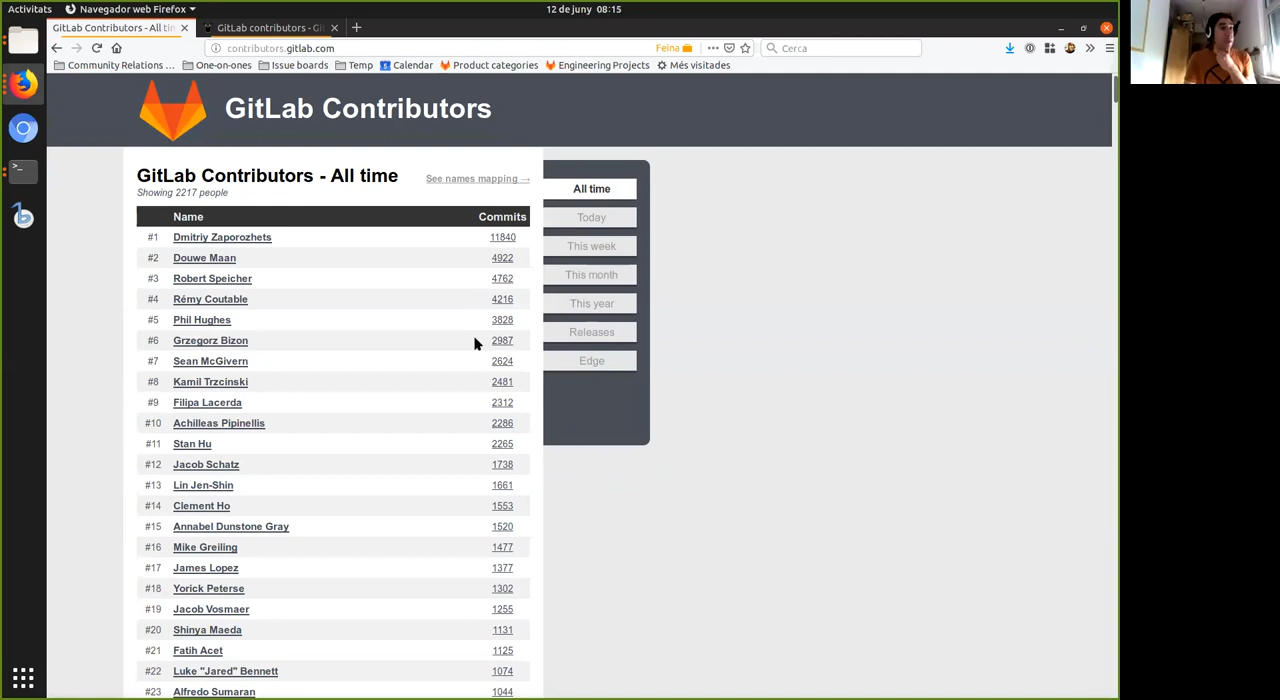 Activitats
Navegador web Firefox
12 de juny 08:15
GitLab Contributors - All tim
GitLab contributors - Git
contributors.gitlab.com
Feina
Cerca
Community Relations ...
One-on-ones
Issue boards
Temp
Calendar
Product categories
Engineering Projects
Més visitades
GitLab Contributors
GitLab Contributors - All time
See names mapping →
Showing 2217 people
Name Commits
#1 Dmitriy Zaporozhets 11840
#2 Douwe Maan 4922
#3 Robert Speicher 4762
#4 Rémy Coutable 4216
#5 Phil Hughes 3828
#6 Grzegorz Bizon 2987
#7 Sean McGivern 2624
#8 Kamil Trzcinski 2481
#9 Filipa Lacerda 2312
#10 Achilleas Pipinellis 2286
#11 Stan Hu 2265
#12 Jacob Schatz 1738
#13 Lin Jen-Shin 1661
#14 Clement Ho 1553
#15 Annabel Dunstone Gray 1520
#16 Mike Greiling 1477
#17 James Lopez 1377
#18 Yorick Peterse 1302
#19 Jacob Vosmaer 1255
#20 Shinya Maeda 1131
#21 Fatih Acet 1125
#22 Luke "Jared" Bennett 1074
#23 Alfredo Sumaran 1044
All time
Today
This week
This month
This year
Releases
Edge